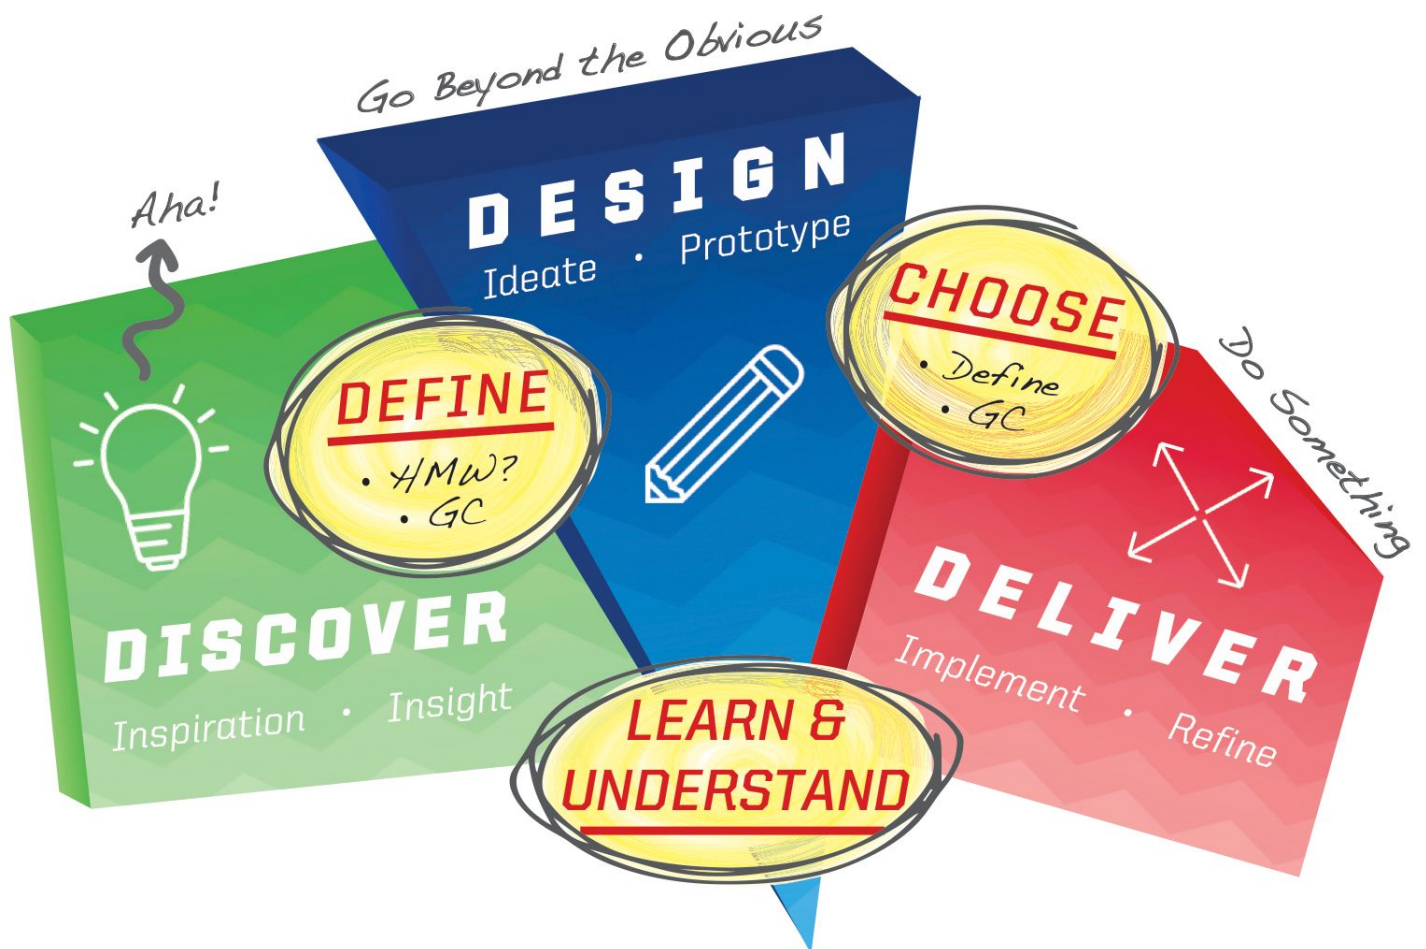 Go Beyond the Obvious
Aha!
DESIGN
Ideate • Prototype
CHOOSE
• Define
• GC
Do Something
DEFINE
• HMW?
• GC
DISCOVER
Inspiration • Insight
DELIVER
Implement • Refine
LEARN &
UNDERSTAND